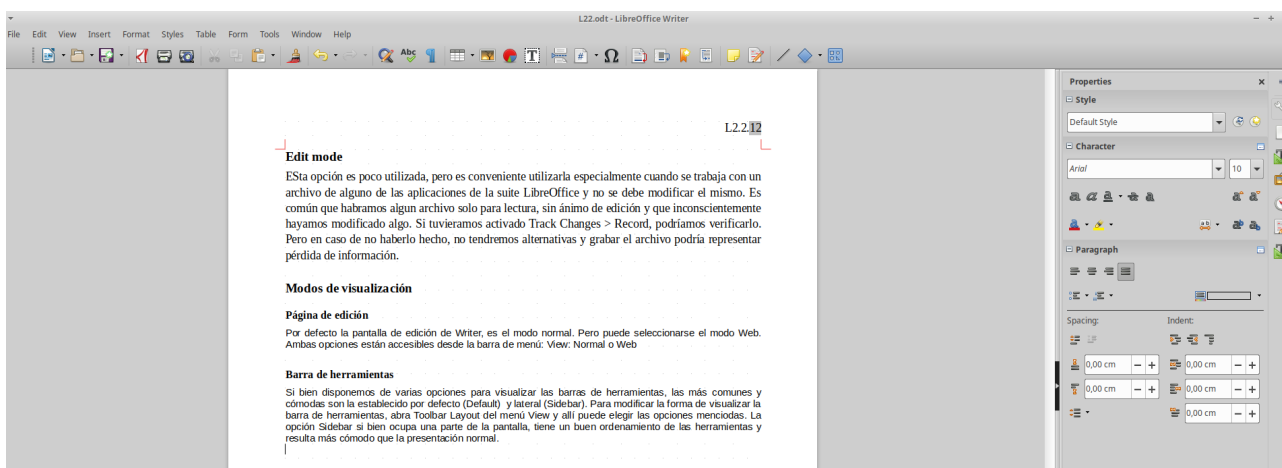 L22.odt - LibreOffice Writer
File Edit View Insert Format Styles Table Form Tools Window Help
Properties
Style
Default Style
Character
Arial
10
Paragraph
Spacing:
Indent:
0,00 cm
0,00 cm
0,00 cm
0,00 cm
0,00 cm
L2.2.12
Edit mode
ESta opción es poco utilizada, pero es conveniente utilizarla especialmente cuando se trabaja con un
archivo de alguno de las aplicaciones de la suite LibreOffice y no se debe modificar el mismo. Es
común que habramos algun archivo solo para lectura, sin ánimo de edición y que inconscientemente
hayamos modificado algo. Si tuvieramos activado Track Changes > Record, podríamos verificarlo.
Pero en caso de no haberlo hecho, no tendremos alternativas y grabar el archivo podría representar
pérdida de información.
Modos de visualización
Página de edición
Por defecto la pantalla de edición de Writer, es el modo normal. Pero puede seleccionarse el modo Web.
Ambas opciones están accesibles desde la barra de menú: View: Normal o Web
Barra de herramientas
Si bien disponemos de varias opciones para visualizar las barras de herramientas, las más comunes y
cómodas son la establecido por defecto (Default) y lateral (Sidebar). Para modificar la forma de visualizar la
barra de herramientas, abra Toolbar Layout del menú View y allí puede elegir las opciones menciodas. La
opción Sidebar si bien ocupa una parte de la pantalla, tiene un buen ordenamiento de las herramientas y
resulta más cómodo que la presentación normal.